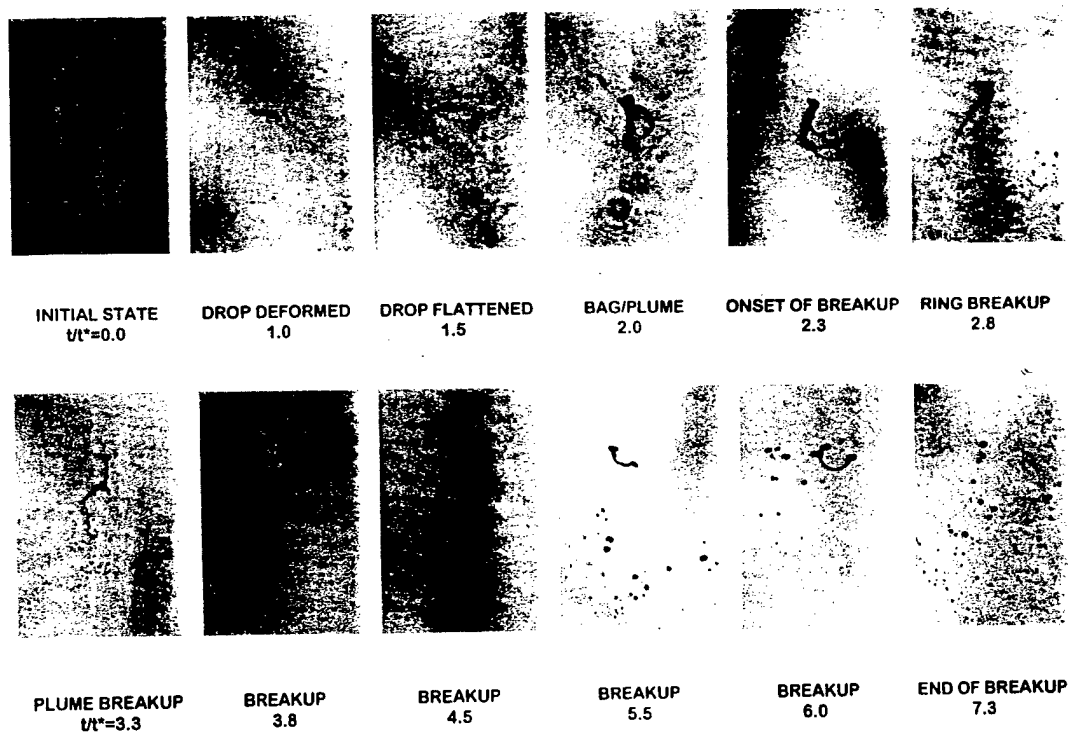 INITIAL STATE
t/t*=0.0
DROP DEFORMED
1.0
DROP FLATTENED
1.5
BAG/PLUME
2.0
ONSET OF BREAKUP
2.3
RING BREAKUP
2.8
PLUME BREAKUP
t/t*=3.3
BREAKUP
3.8
BREAKUP
4.5
BREAKUP
5.5
BREAKUP
6.0
END OF BREAKUP
7.3